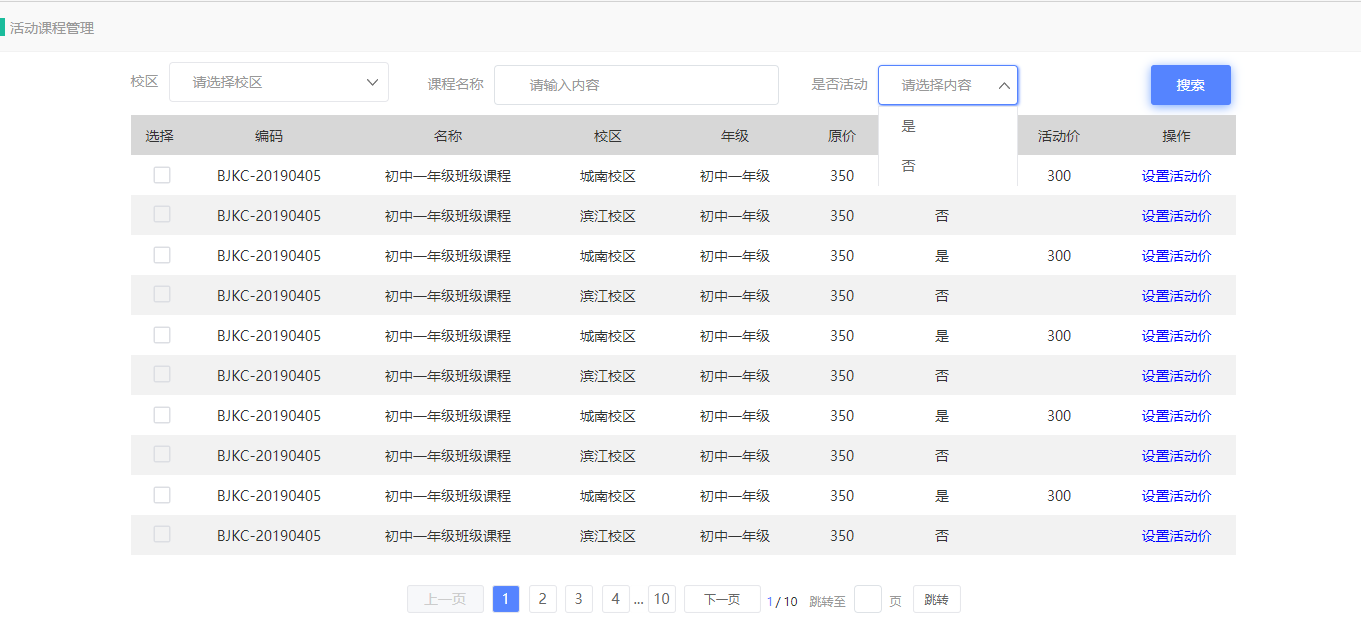 活动课程管理
校区 请选择校区 课程名称 请输入内容 是否活动 请选择内容 搜索
是
否
选择 编码 名称 校区 年级 原价 活动价 操作
BJKC-20190405 初中一年级班级课程 城南校区 初中一年级 350 300 设置活动价
BJKC-20190405 初中一年级班级课程 滨江校区 初中一年级 350 否 设置活动价
BJKC-20190405 初中一年级班级课程 城南校区 初中一年级 350 是 300 设置活动价
BJKC-20190405 初中一年级班级课程 滨江校区 初中一年级 350 否 设置活动价
BJKC-20190405 初中一年级班级课程 城南校区 初中一年级 350 是 300 设置活动价
BJKC-20190405 初中一年级班级课程 滨江校区 初中一年级 350 否 设置活动价
BJKC-20190405 初中一年级班级课程 城南校区 初中一年级 350 是 300 设置活动价
BJKC-20190405 初中一年级班级课程 滨江校区 初中一年级 350 否 设置活动价
BJKC-20190405 初中一年级班级课程 城南校区 初中一年级 350 是 300 设置活动价
BJKC-20190405 初中一年级班级课程 滨江校区 初中一年级 350 否 设置活动价
上一页 1 2 3 4 ... 10 下一页 1 / 10 跳转至 页 跳转